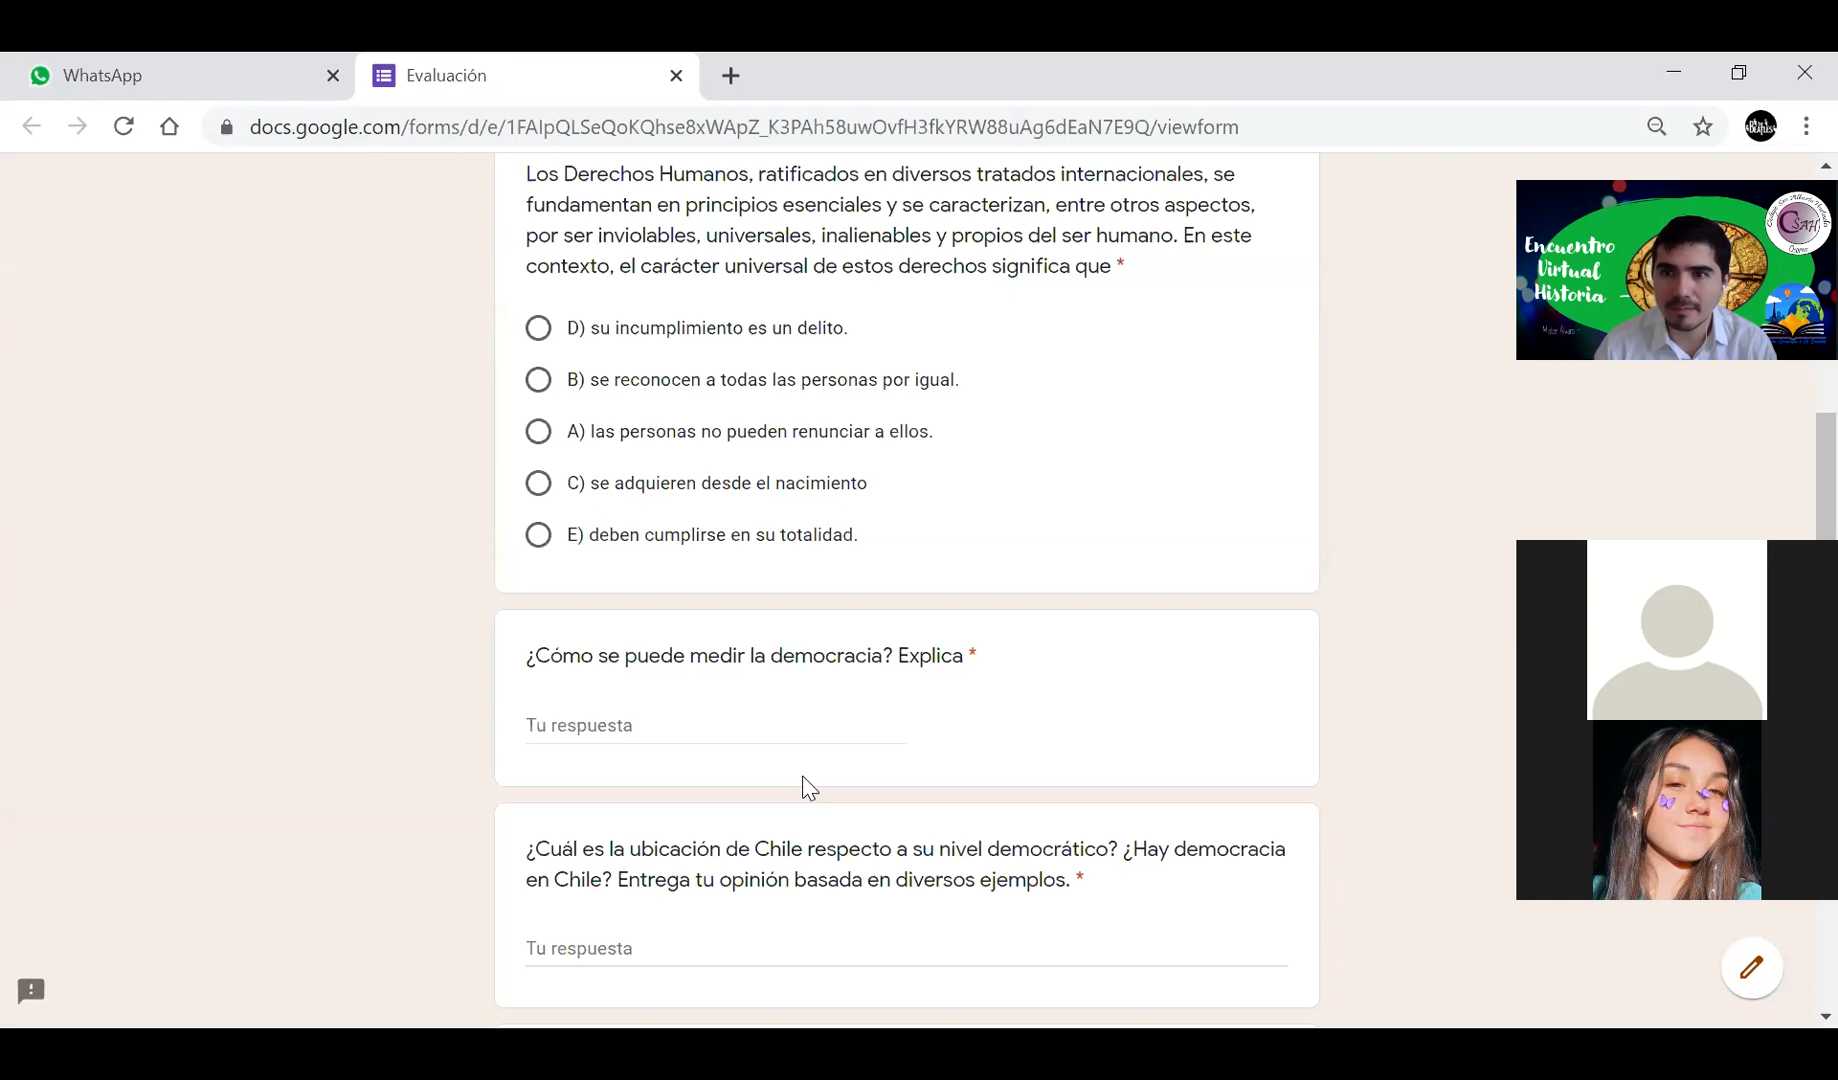 WhatsApp
Evaluación
docs.google.com/forms/d/e/1FAIpQLSeQoKQhse8xWApZ_K3PAh58uwOvfH3fkYRW88uAg6dEaN7E9Q/viewform
Los Derechos Humanos, ratificados en diversos tratados internacionales, se
fundamentan en principios esenciales y se caracterizan, entre otros aspectos,
por ser inviolables, universales, inalienables y propios del ser humano. En este
contexto, el carácter universal de estos derechos significa que *
D) su incumplimiento es un delito.
B) se reconocen a todas las personas por igual.
A) las personas no pueden renunciar a ellos.
C) se adquieren desde el nacimiento
E) deben cumplirse en su totalidad.
¿Cómo se puede medir la democracia? Explica *
Tu respuesta
¿Cuál es la ubicación de Chile respecto a su nivel democrático? ¿Hay democracia
en Chile? Entrega tu opinión basada en diversos ejemplos. *
Tu respuesta
Encuentro
Virtual
Historia
CSAH